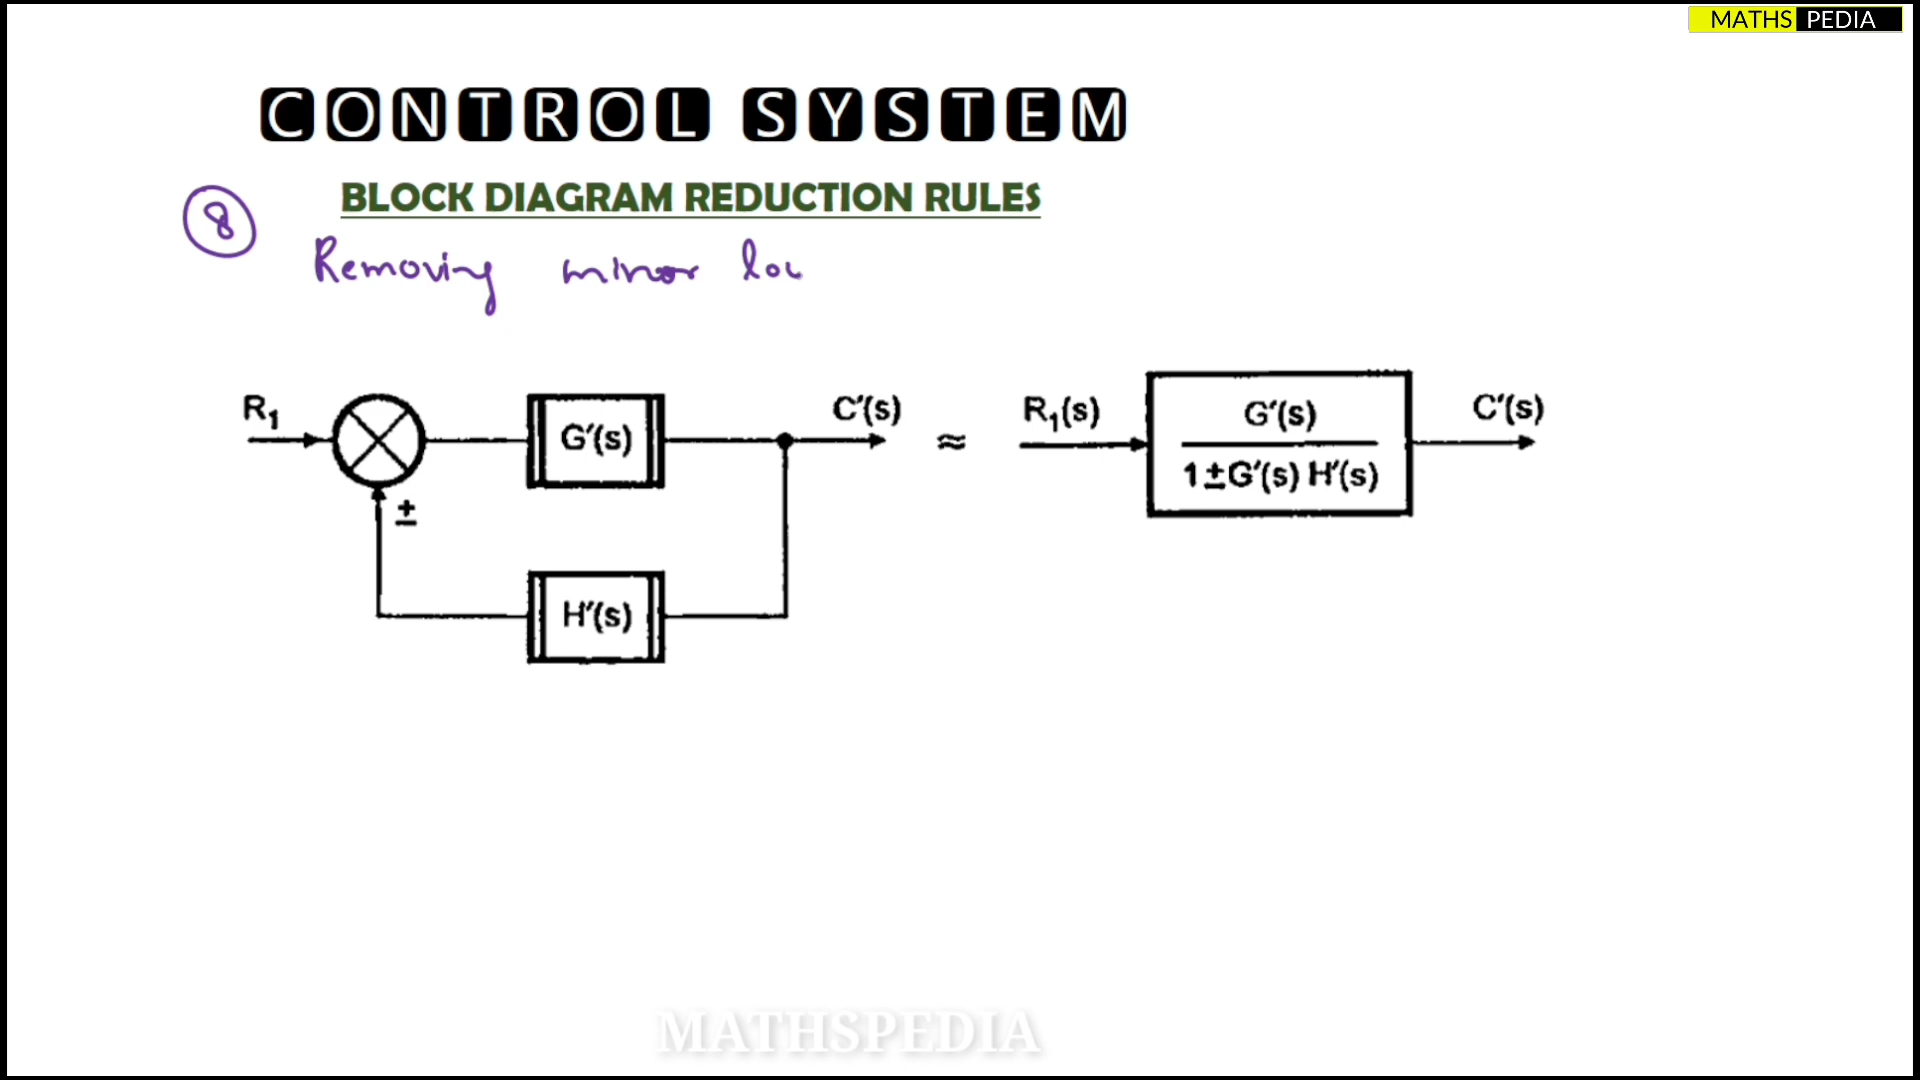 MATHS PEDIA
CONTROL SYSTEM
8
BLOCK DIAGRAM REDUCTION RULES
Removing minor
R₁
G′(s)
C′(s)
±
H′(s)
≈
R₁(s)
G′(s)
1±G′(s) H′(s)
C′(s)
MATHSPEDIA